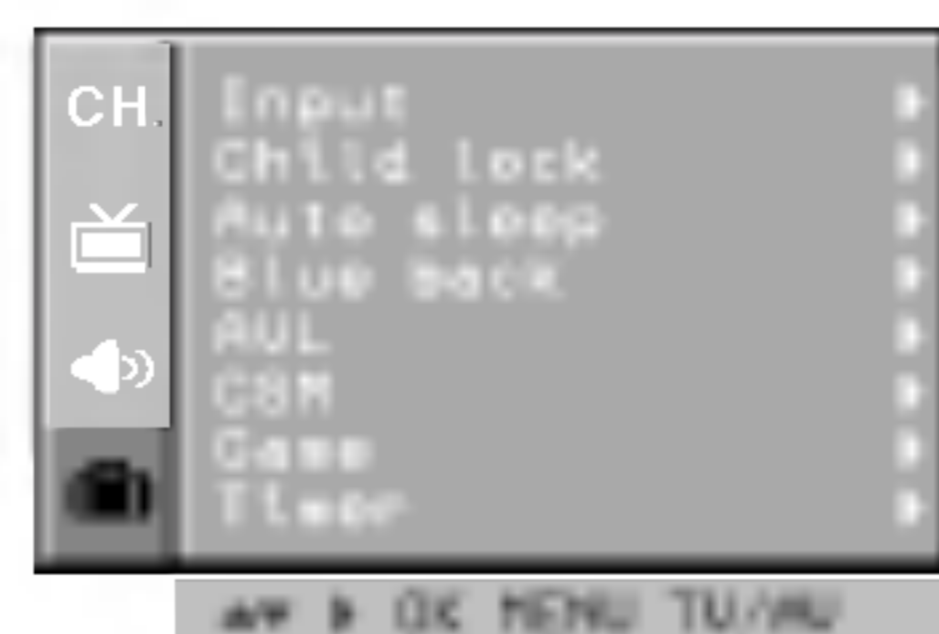 CH.
Input
Child lock
Auto sleep
Blue back
AVL
CSM
Game
Timer
▲▼ ▶ OK MENU TV/AV